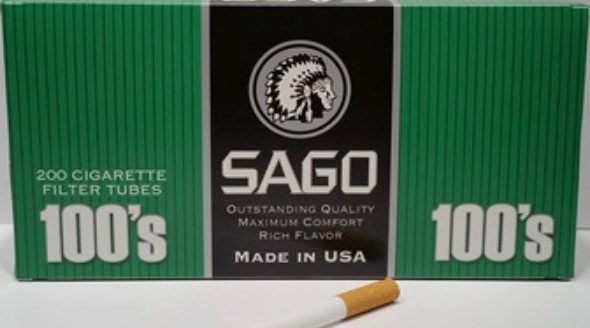 200 CIGARETTE
FILTER TUBES
100's
SAGO
OUTSTANDING QUALITY
MAXIMUM COMFORT
RICH FLAVOR
MADE IN USA
100's